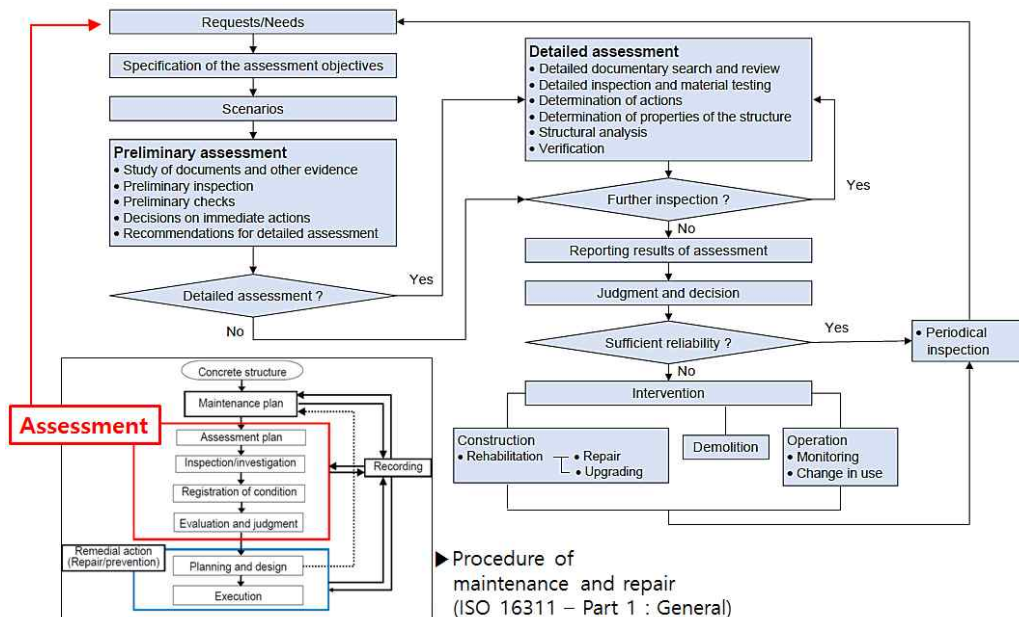 Requests/Needs
Specification of the assessment objectives
Scenarios
Preliminary assessment
• Study of documents and other evidence
• Preliminary inspection
• Preliminary checks
• Decisions on immediate actions
• Recommendations for detailed assessment
Detailed assessment ?
Yes
No
Detailed assessment
• Detailed documentary search and review
• Detailed inspection and material testing
• Determination of actions
• Determination of properties of the structure
• Structural analysis
• Verification
Further inspection ?
Yes
No
Reporting results of assessment
Judgment and decision
Sufficient reliability ?
Yes
No
• Periodical
inspection
Intervention
Construction
• Rehabilitation
• Repair
• Upgrading
Demolition
Operation
• Monitoring
• Change in use
Assessment
Concrete structure
Maintenance plan
Assessment plan
Inspection/investigation
Registration of condition
Evaluation and judgment
Recording
Remedial action
(Repair/prevention)
Planning and design
Execution
▶Procedure of
maintenance and repair
(ISO 16311 – Part 1 : General)